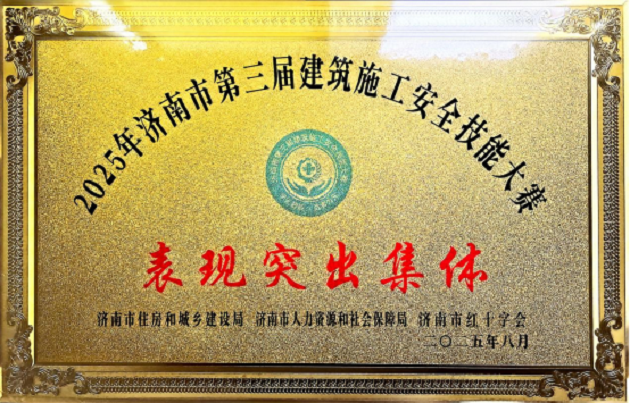 2025年济南市第三届建筑施工安全技能大赛
表现突出集体
济南市住房和城乡建设局 济南市人力资源和社会保障局 济南市红十字会
二〇二五年八月